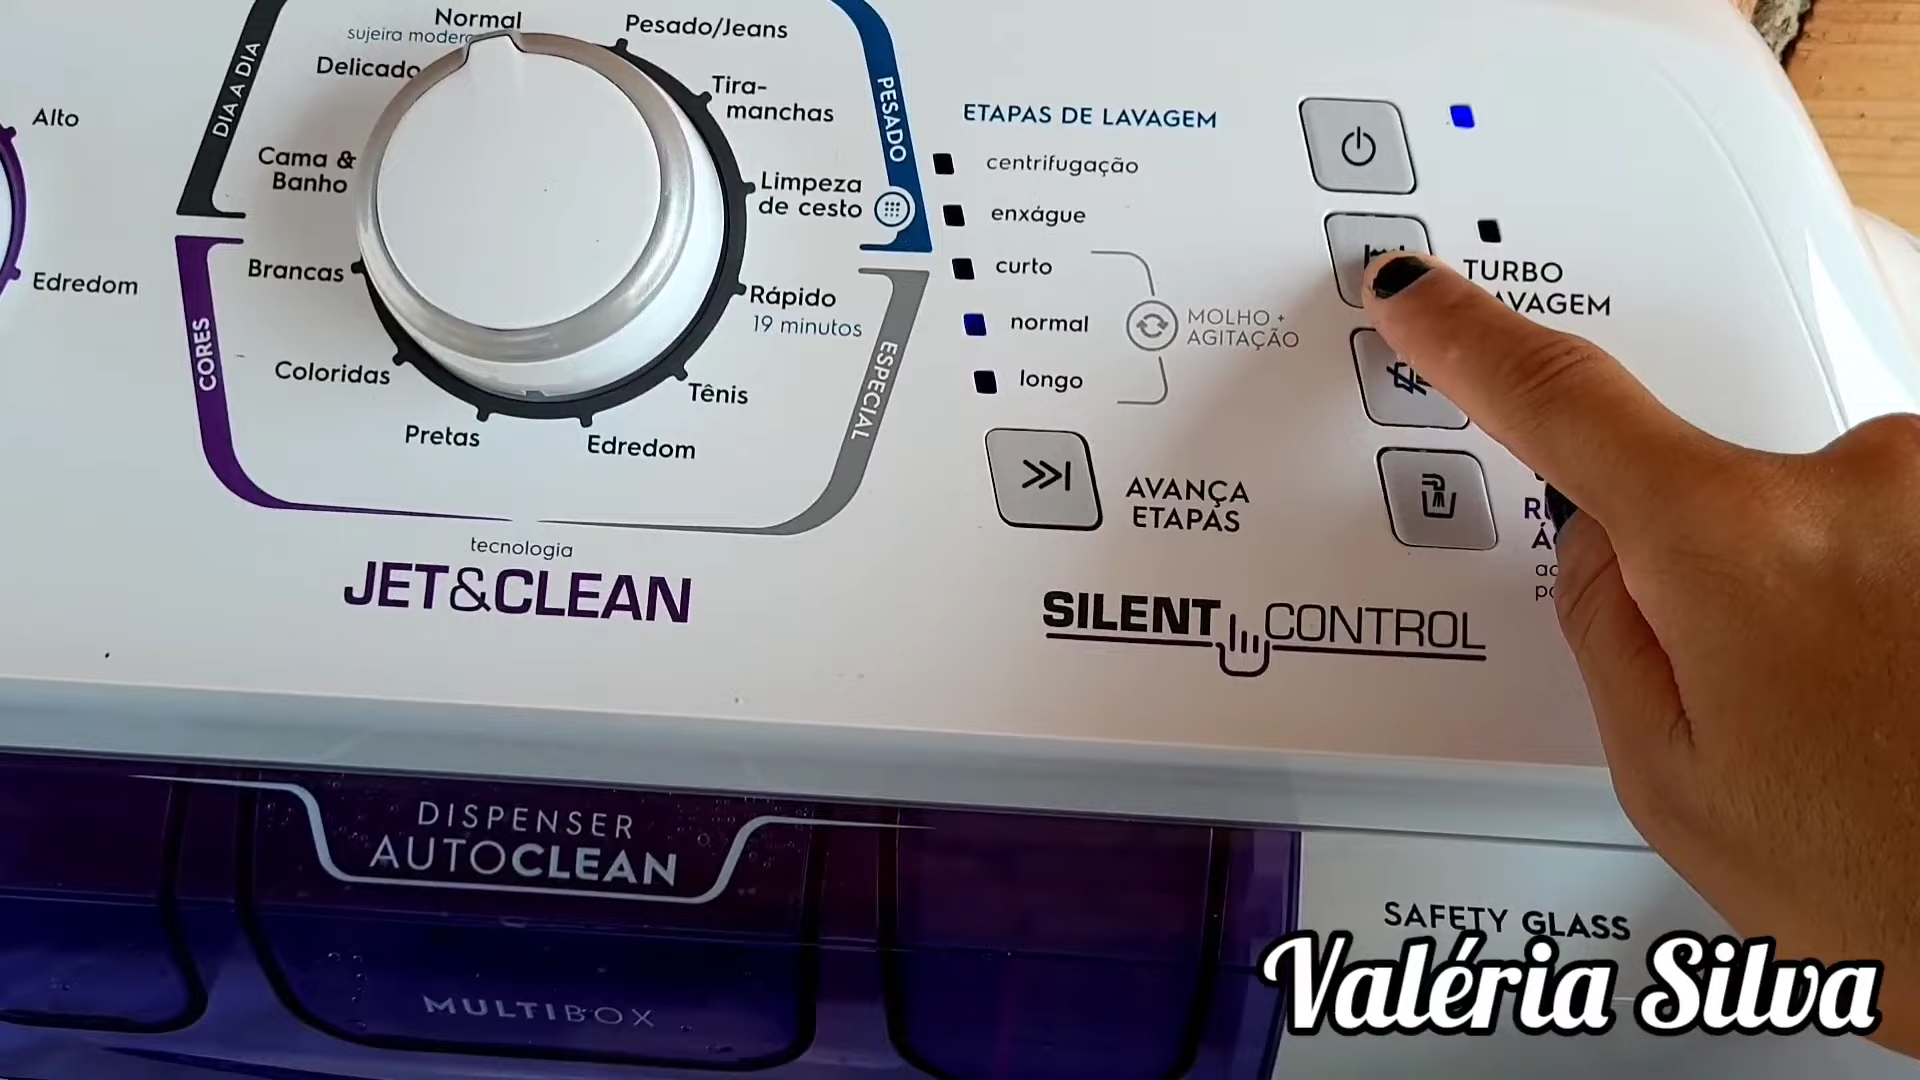 Alto
Edredom
DIA A DIA
Normal
sujeira moder
Delicado
Cama &
Banho
Pesado/Jeans
Tira-
manchas
Limpeza
de cesto
PESADO
CORES
Brancas
Coloridas
Pretas
Rápido
19 minutos
Tênis
Edredom
ESPECIAL
tecnologia
JET&CLEAN
ETAPAS DE LAVAGEM
centrifugação
enxágue
curto
normal
longo
MOLHO +
AGITAÇÃO
AVANÇA
ETAPAS
TURBO
AVAGEM
SILENT CONTROL
DISPENSER
AUTOCLEAN
MULTIBOX
SAFETY GLASS
Valéria Silva